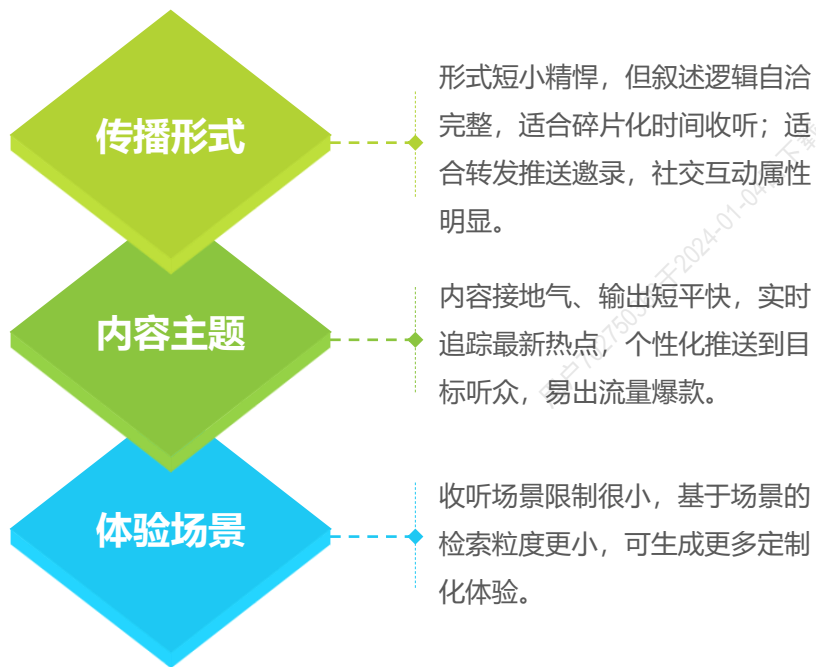 传播形式
形式短小精悍，但叙述逻辑自洽
完整，适合碎片化时间收听；适
合转发推送邀录，社交互动属性
明显。
内容主题
内容接地气、输出短平快，实时
追踪最新热点，个性化推送到目
标听众，易出流量爆款。
体验场景
收听场景限制很小，基于场景的
检索粒度更小，可生成更多定制
化体验。